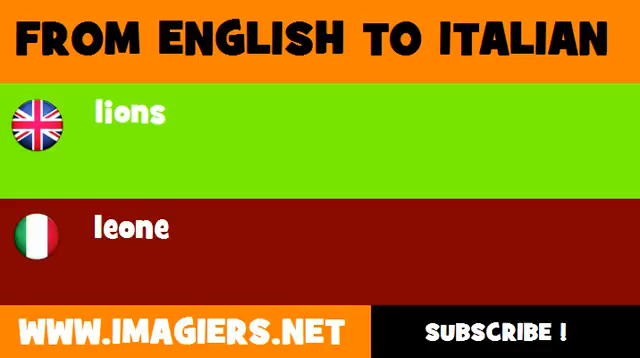 FROM ENGLISH TO ITALIAN
lions
leone
WWW.IMAGIERS.NET
SUBSCRIBE !